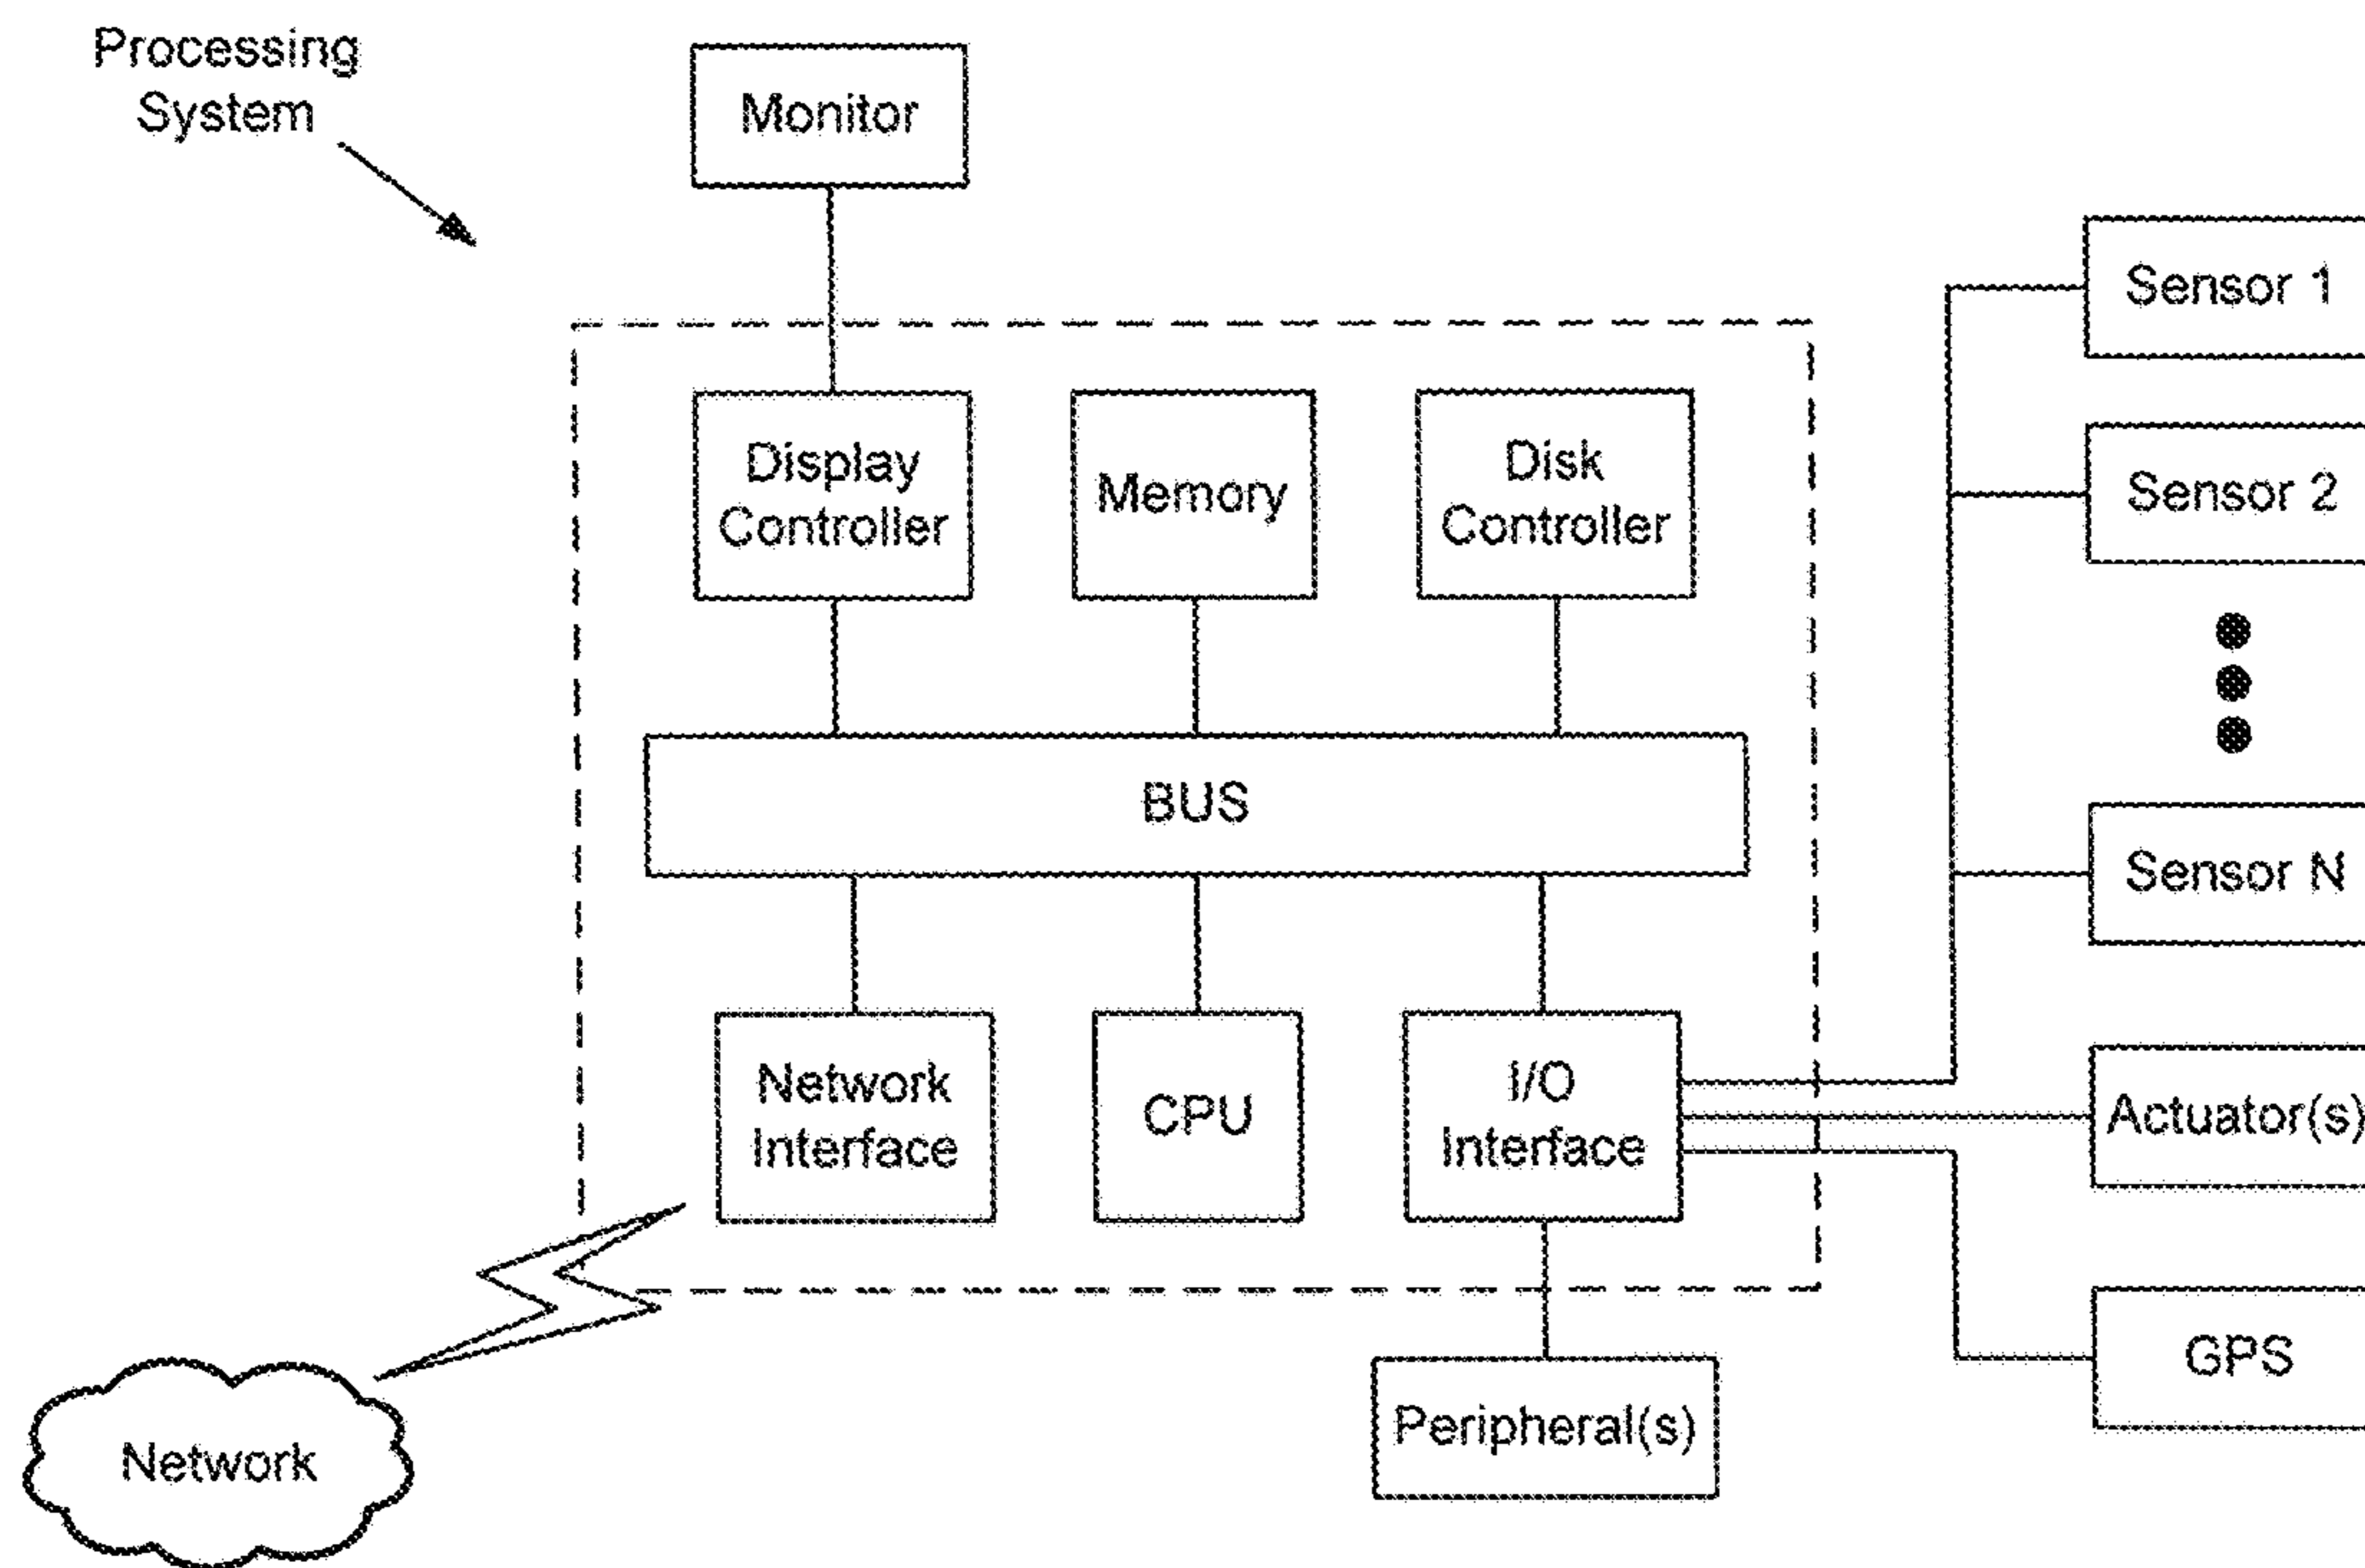 Processing
System
Monitor
Sensor 1
Display
Controller
Memory
Disk
Controller
Sensor 2
BUS
Sensor N
Network
Interface
CPU
I/O
Interface
Actuator(s)
GPS
Peripheral(s)
Network